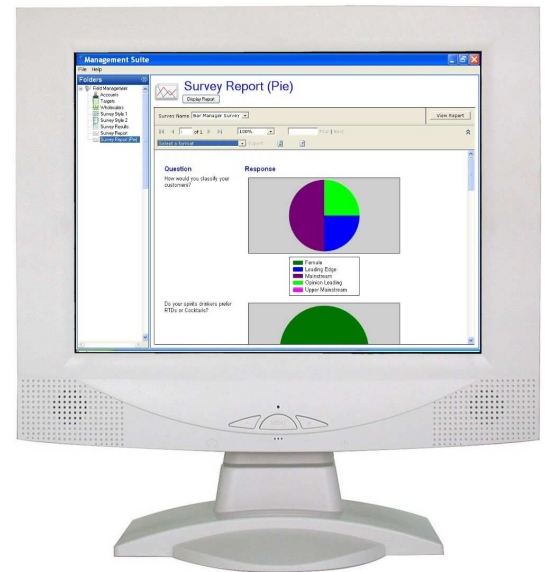 Management Suite
File Help
Folders
Field Management
Accounts
Targets
Wholesalers
Survey Style 1
Survey Style 2
Survey Results
Survey Report
Survey Report (Pie)
Survey Report (Pie)
Display Report
Survey Name Bar Manager Survey
View Report
of 1
100%
Find | Next
Select a format
Export
Question
Response
How would you classify your
customers?
Female
Leading Edge
Mainstream
Opinion Leading
Upper Mainstream
Do your spirits drinkers prefer
RTDs or Cocktails?